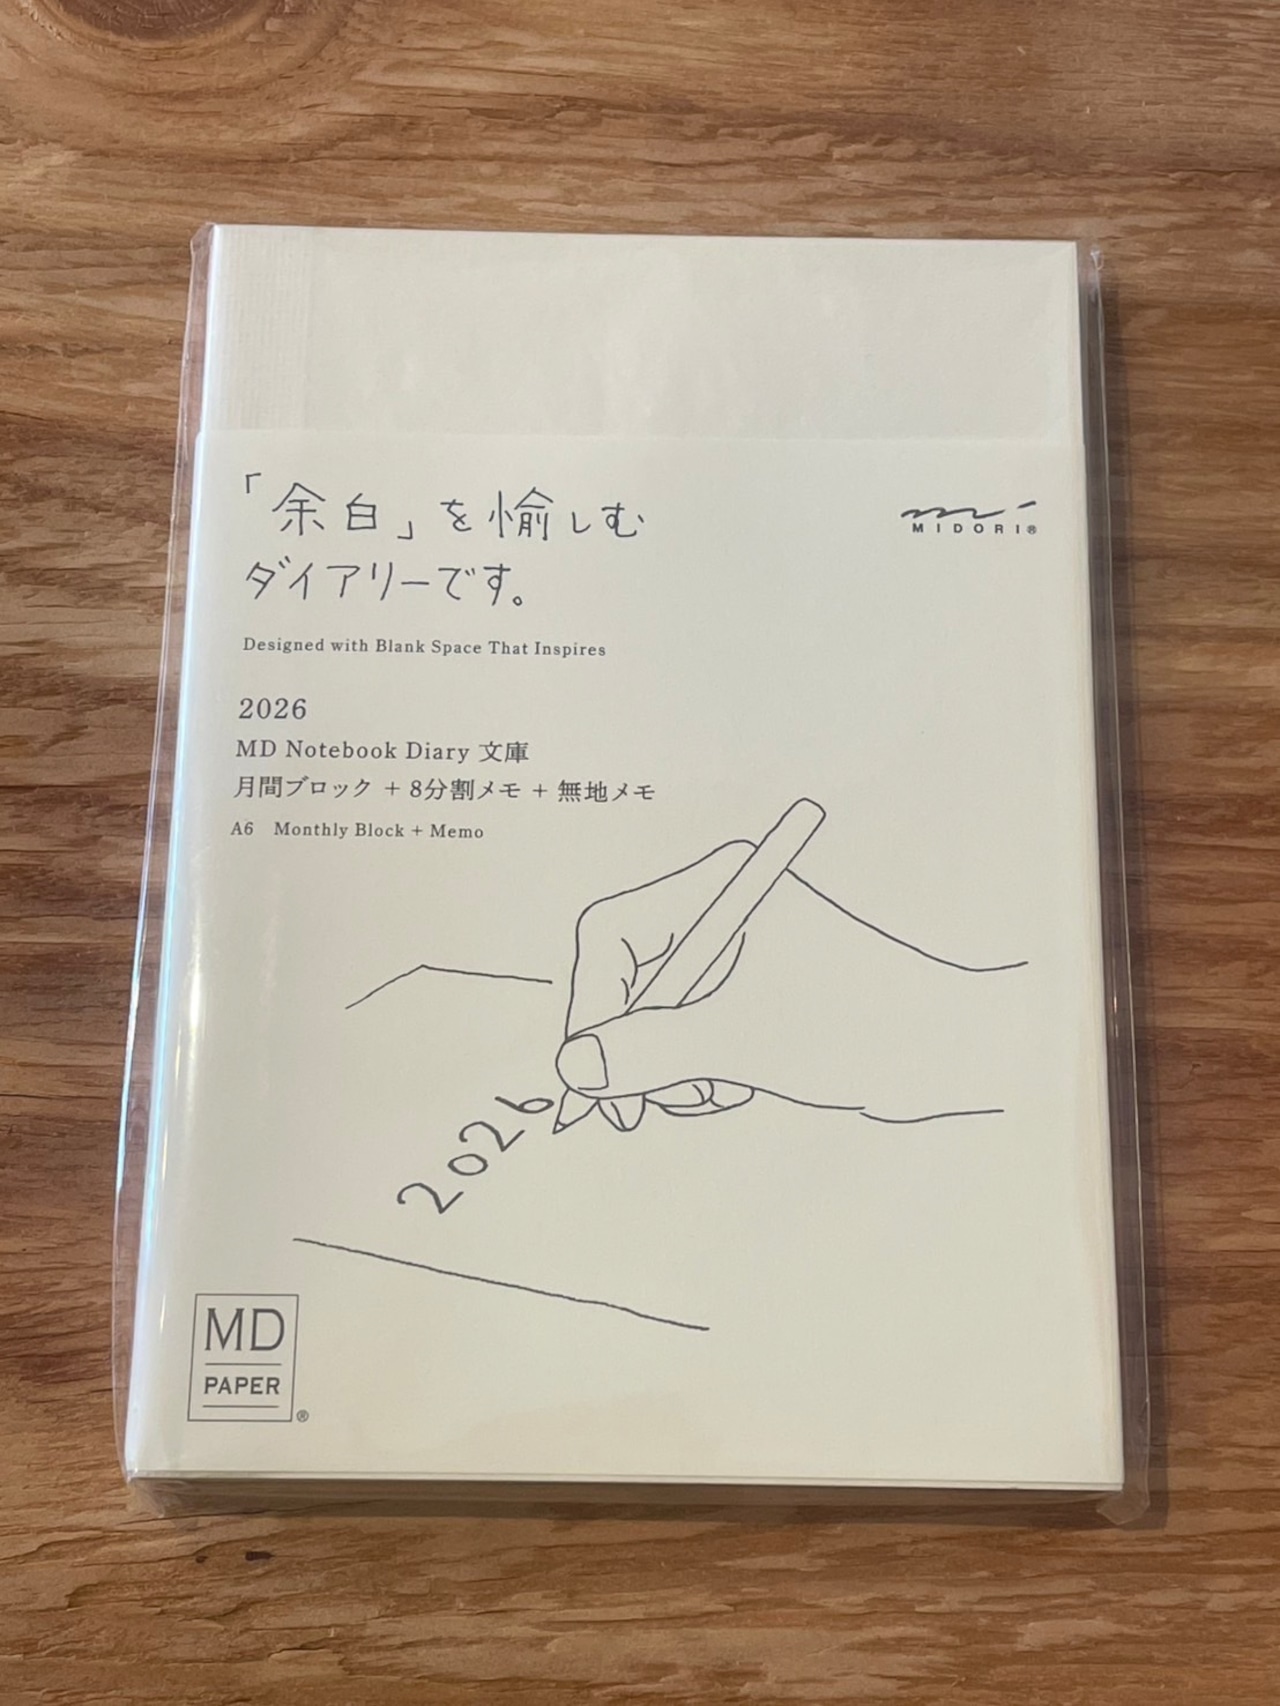 「余白」を愉しむ
ダイアリーです。
MIDORI®
Designed with Blank Space That Inspires
2026
MD Notebook Diary 文庫
月間ブロック + 8分割メモ + 無地メモ
A6 Monthly Block + Memo
2026
MD
PAPER
®